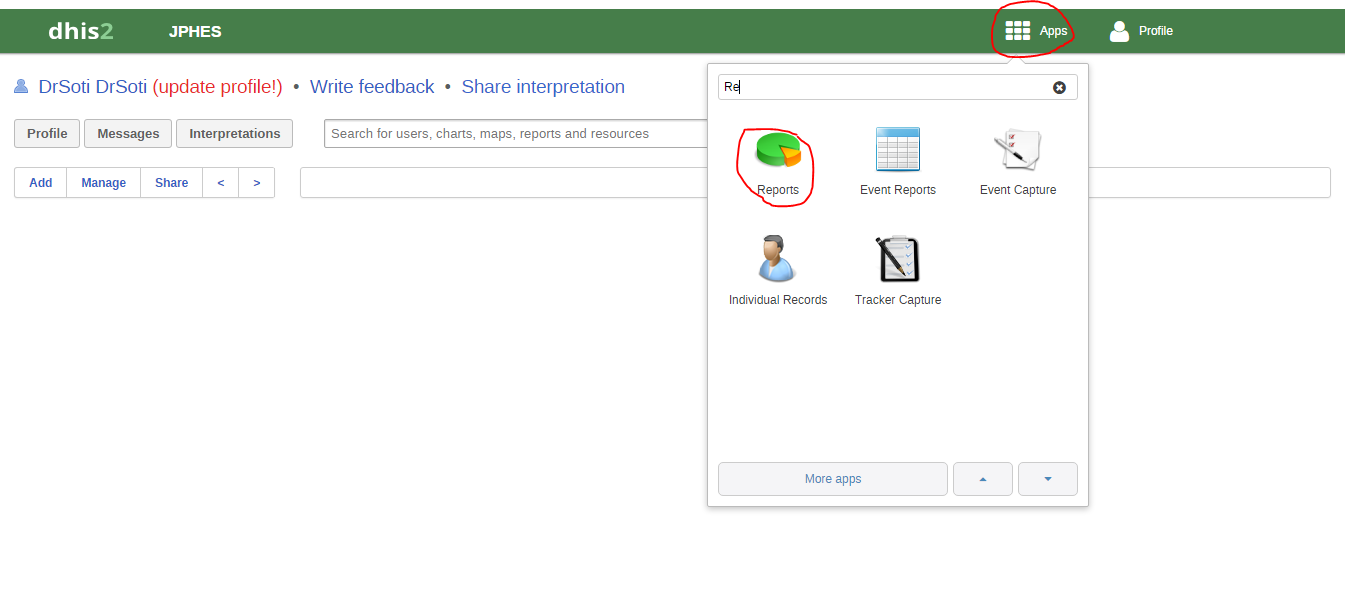 dhis2 JPHES Apps Profile
DrSoti DrSoti (update profile!) • Write feedback • Share interpretation
Re
Profile Messages Interpretations Search for users, charts, maps, reports and resources
Add Manage Share < >
Reports Event Reports Event Capture
Individual Records Tracker Capture
More apps